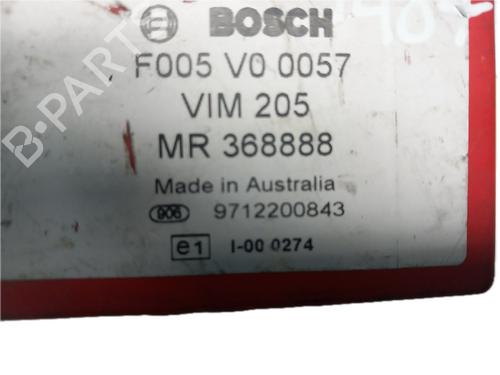 BOSCH
F005 V0 0057
VIM 205
MR 368888
Made in Australia
906 9712200843
e1 I-00 0274
B-PARTS